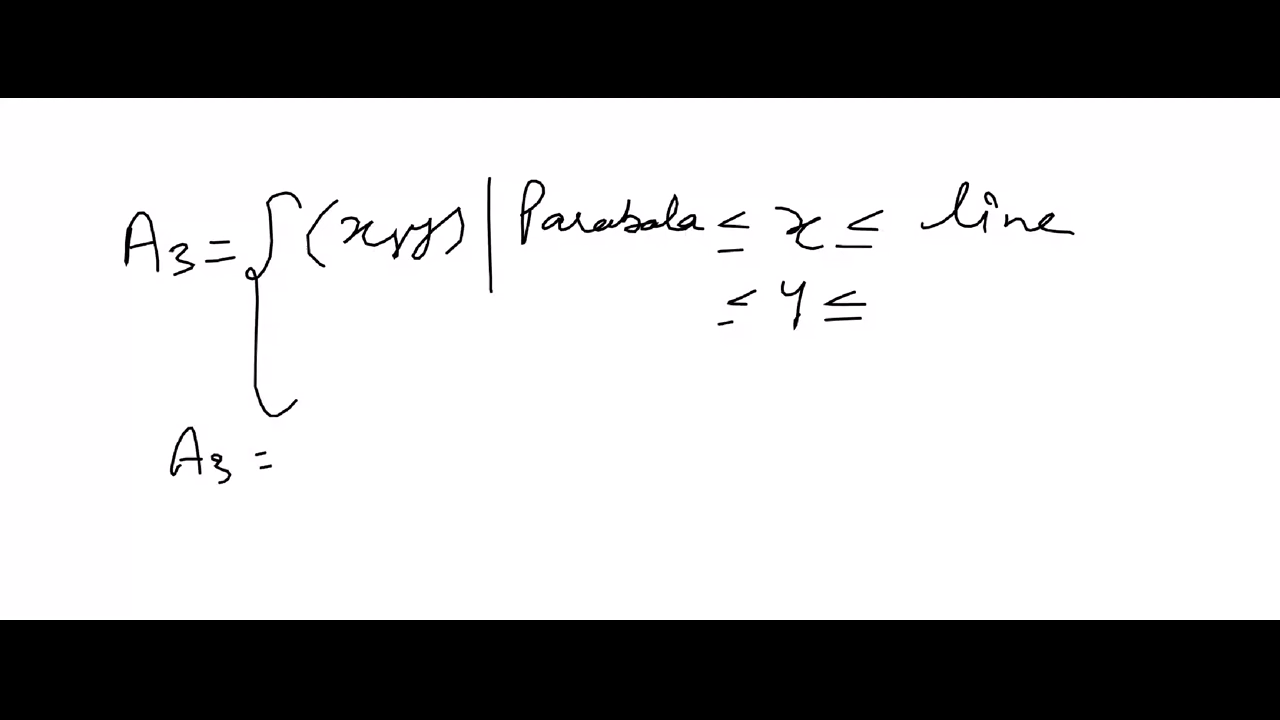 A3 = { (x,y) | Parabola ≤ x ≤ line
≤ y ≤
A3 =